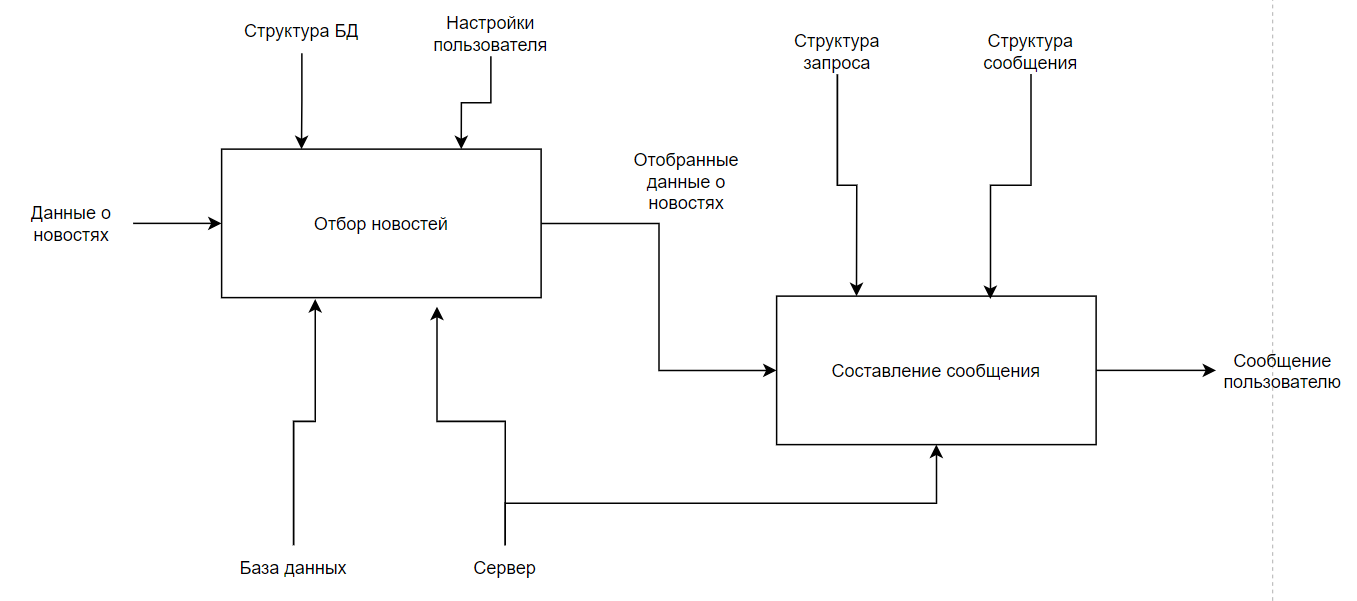 Структура БД
Настройки
пользователя
Структура
запроса
Структура
сообщения
Отобранные
данные о
новостях
Данные о
новостях
Отбор новостей
Составление сообщения
Сообщение
пользователю
База данных
Сервер